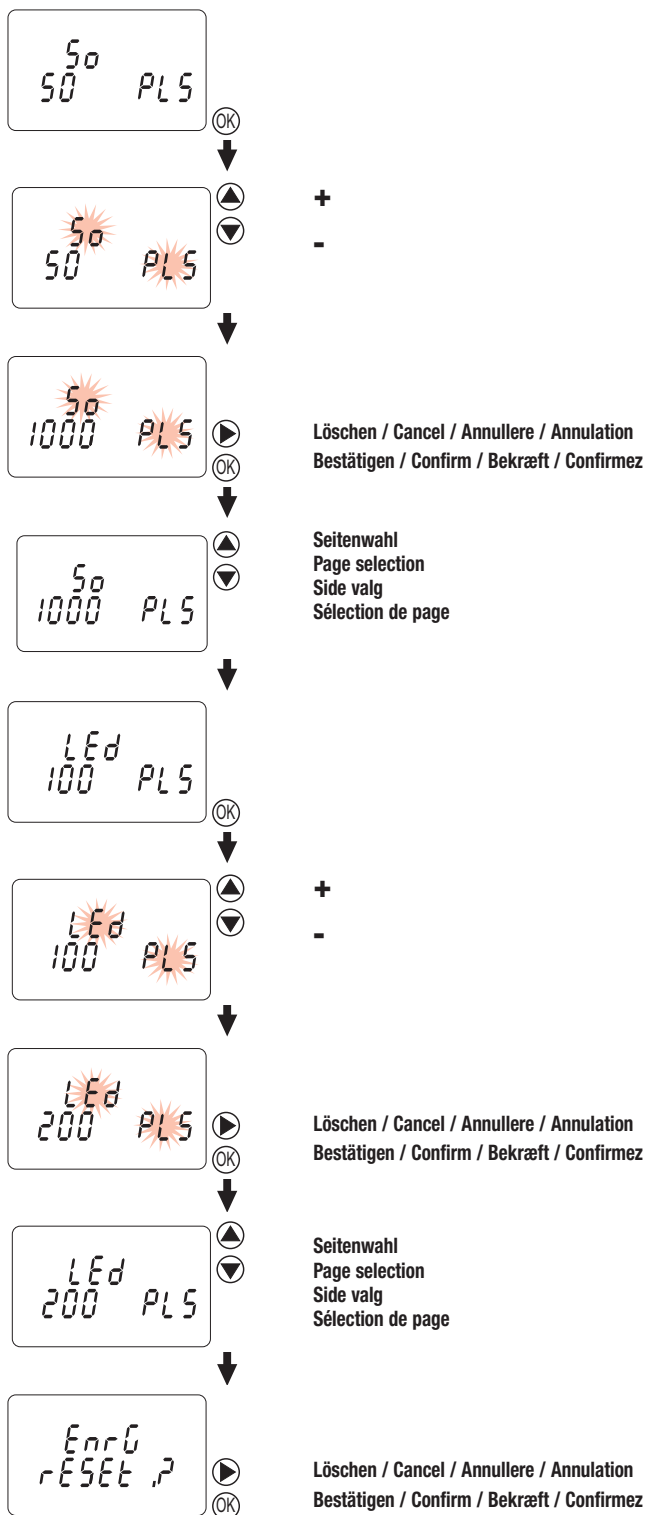 So
50 PLS
OK
So
50 PLS
+
-
So
1000 PLS
OK
Löschen / Cancel / Annullere / Annulation
Bestätigen / Confirm / Bekræft / Confirmez
So
1000 PLS
Seitenwahl
Page selection
Side valg
Sélection de page
LEd
100 PLS
OK
LEd
100 PLS
+
-
LEd
200 PLS
OK
Löschen / Cancel / Annullere / Annulation
Bestätigen / Confirm / Bekræft / Confirmez
LEd
200 PLS
Seitenwahl
Page selection
Side valg
Sélection de page
EnrG
rESEt ?
OK
Löschen / Cancel / Annullere / Annulation
Bestätigen / Confirm / Bekræft / Confirmez